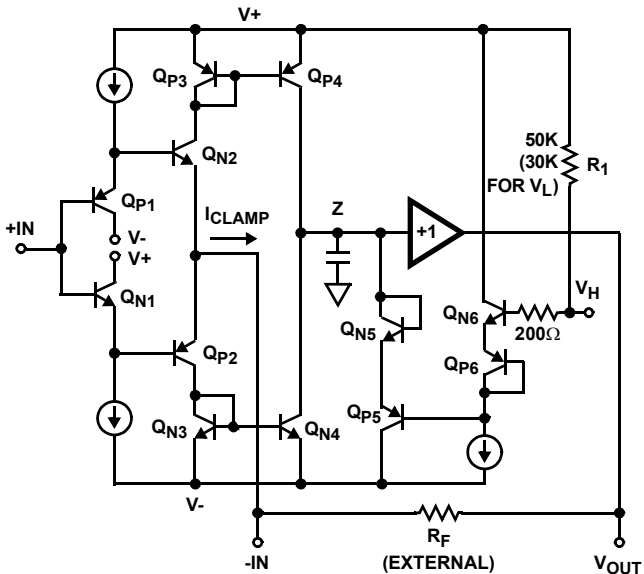 V+
QP3
QP4
QN2
50K
(30K
FOR VL)
R1
QP1
+IN
ICLAMP
Z
+1
V-
V+
QN1
VH
QN6
200Ω
QN5
QP2
QP6
QP5
QN3
QN4
V-
RF
-IN
(EXTERNAL)
VOUT